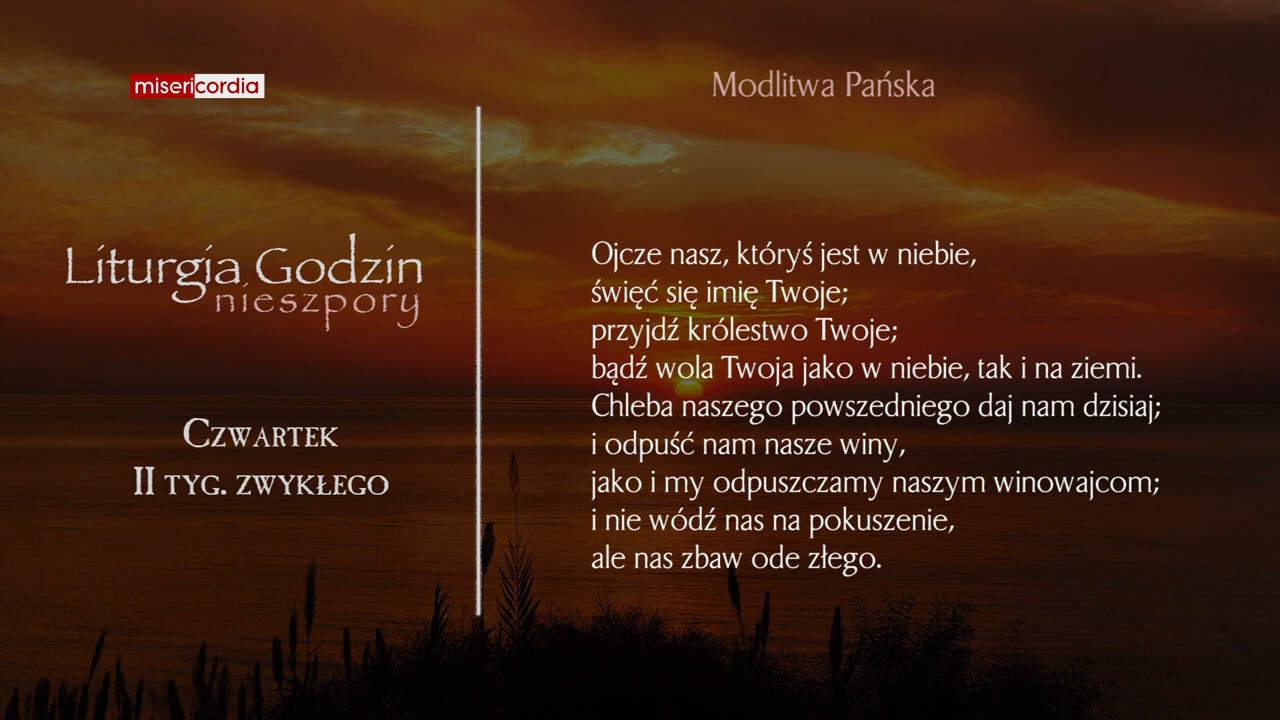 misericordia
Liturgia Godzin
nieszpory
Czwartek
II tyg. zwykłego
Modlitwa Pańska
Ojcze nasz, któryś jest w niebie,
święć się imię Twoje;
przyjdź królestwo Twoje;
bądź wola Twoja jako w niebie, tak i na ziemi.
Chleba naszego powszedniego daj nam dzisiaj;
i odpuść nam nasze winy,
jako i my odpuszczamy naszym winowajcom;
i nie wódź nas na pokuszenie,
ale nas zbaw ode złego.